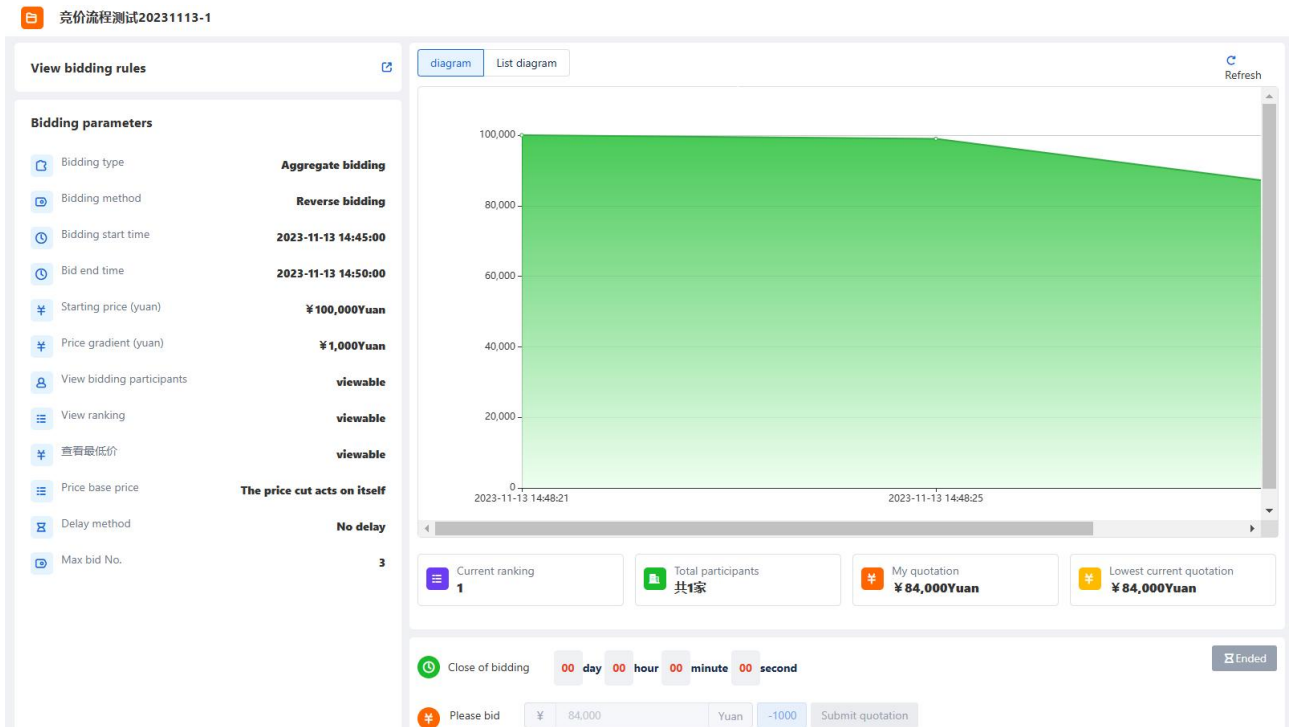 竞价流程测试20231113-1
View bidding rules
Bidding parameters
Bidding type
Aggregate bidding
Bidding method
Reverse bidding
Bidding start time
2023-11-13 14:45:00
Bid end time
2023-11-13 14:50:00
Starting price (yuan)
¥100,000Yuan
Price gradient (yuan)
¥1,000Yuan
View bidding participants
viewable
View ranking
viewable
查看最低价
viewable
Price base price
The price cut acts on itself
Delay method
No delay
Max bid No.
3
diagram List diagram
Refresh
100,000
80,000
60,000
40,000
20,000
0
2023-11-13 14:48:21 2023-11-13 14:48:25
Current ranking
1
Total participants
共1家
My quotation
¥84,000Yuan
Lowest current quotation
¥84,000Yuan
Close of bidding 00 day 00 hour 00 minute 00 second
Ended
Please bid ¥ 84,000 Yuan -1000 Submit quotation